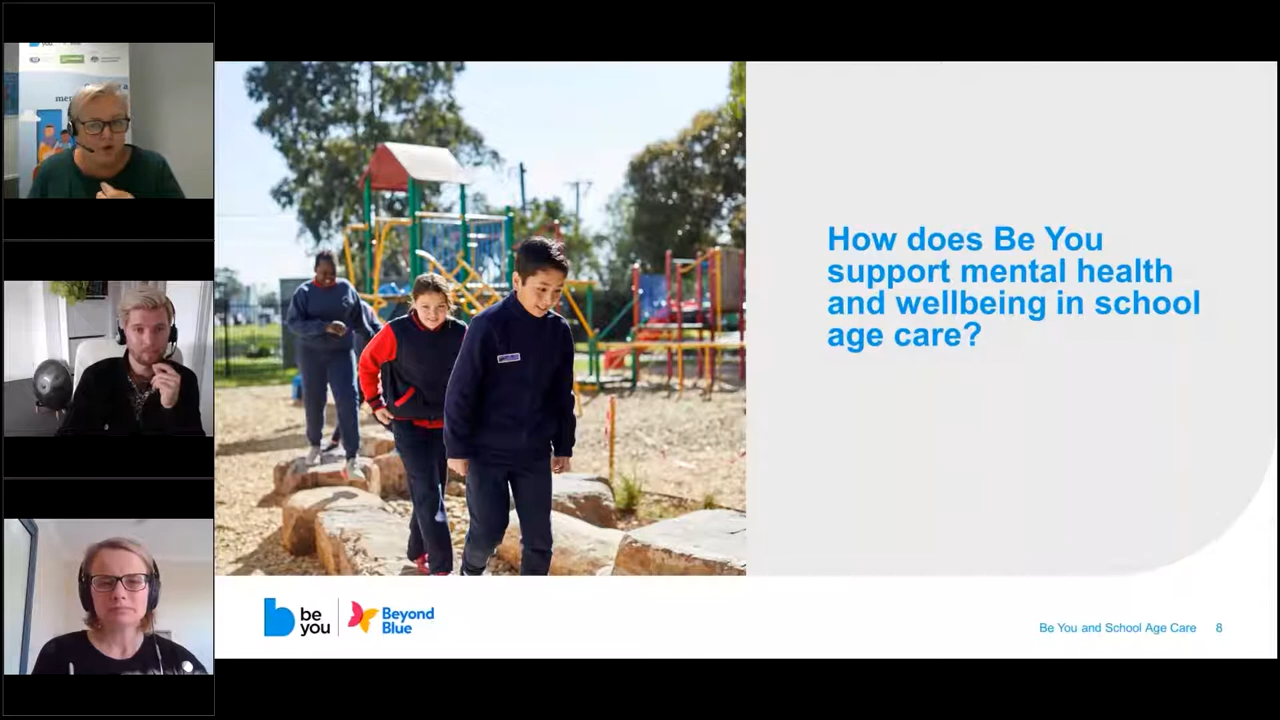 How does Be You
support mental health
and wellbeing in school
age care?
be
you
Beyond
Blue
Be You and School Age Care 8